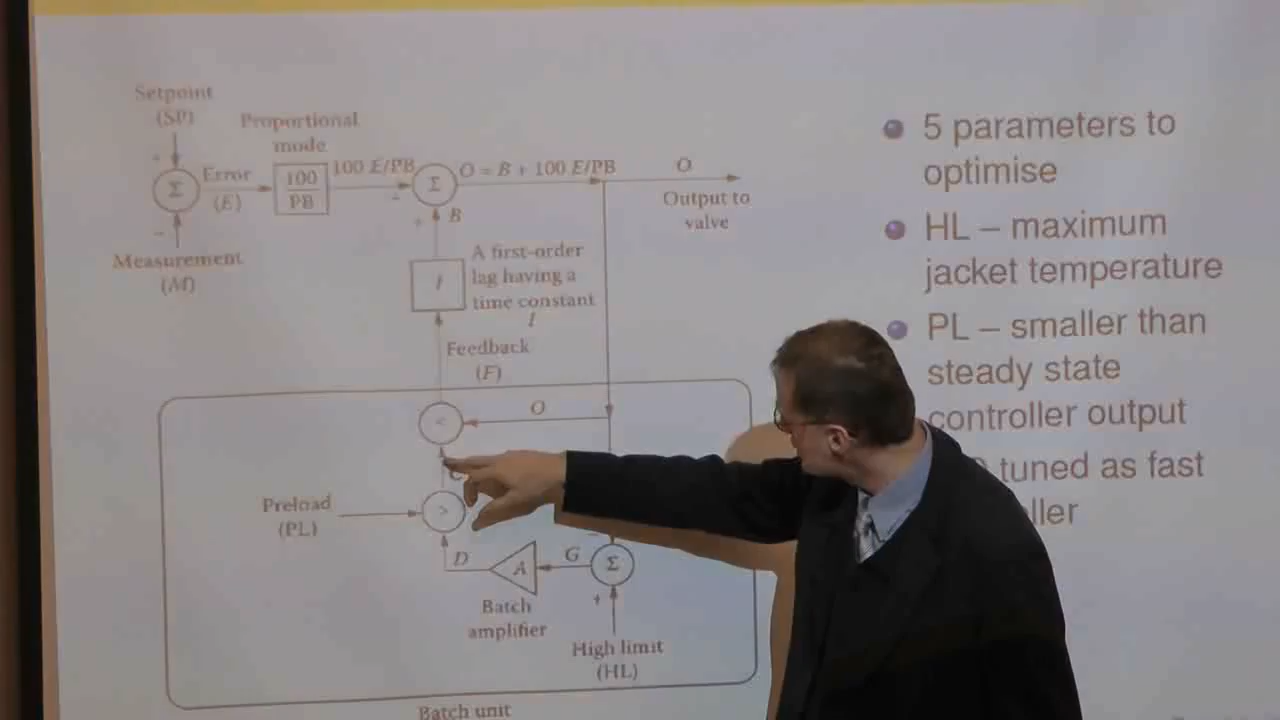 Setpoint
(SP)
+
Σ
−
Measurement
(M)
Error
(E)
Proportional
mode
100
PB
100 E/PB
−
Σ
+
B
O = B + 100 E/PB
O
Output to
valve
I
A first-order
lag having a
time constant
I
Feedback
(F)
<
O
C
Preload
(PL)
>
D
A
G
−
Σ
+
Batch
amplifier
High limit
(HL)
Batch unit
5 parameters to
optimise
HL – maximum
jacket temperature
PL – smaller than
steady state
controller output
tuned as fast